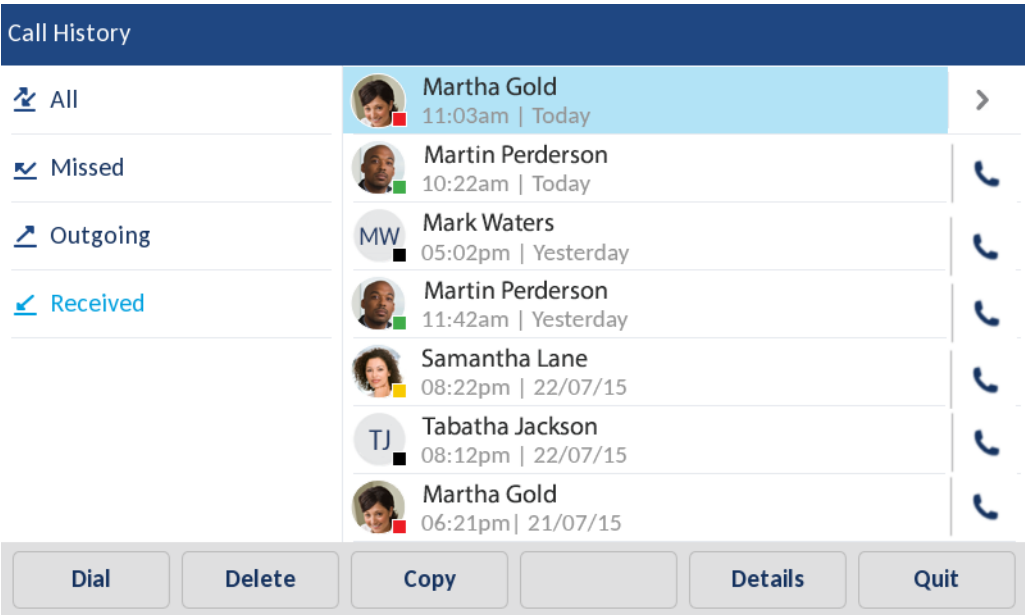 Call History
All
Missed
Outgoing
Received
Martha Gold
11:03am | Today
Martin Perderson
10:22am | Today
MW
Mark Waters
05:02pm | Yesterday
Martin Perderson
11:42am | Yesterday
Samantha Lane
08:22pm | 22/07/15
TJ
Tabatha Jackson
08:12pm | 22/07/15
Martha Gold
06:21pm| 21/07/15
Dial Delete Copy Details Quit